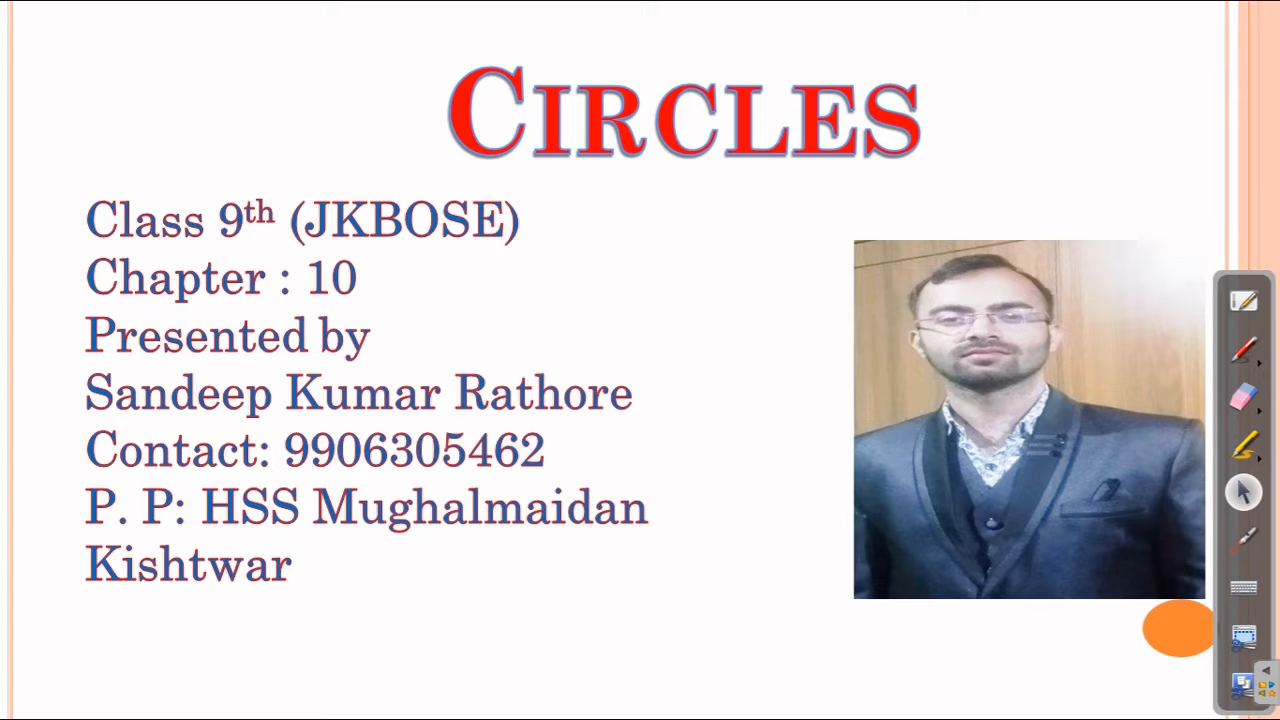 CIRCLES
Class 9th (JKBOSE)
Chapter : 10
Presented by
Sandeep Kumar Rathore
Contact: 9906305462
P. P: HSS Mughalmaidan
Kishtwar